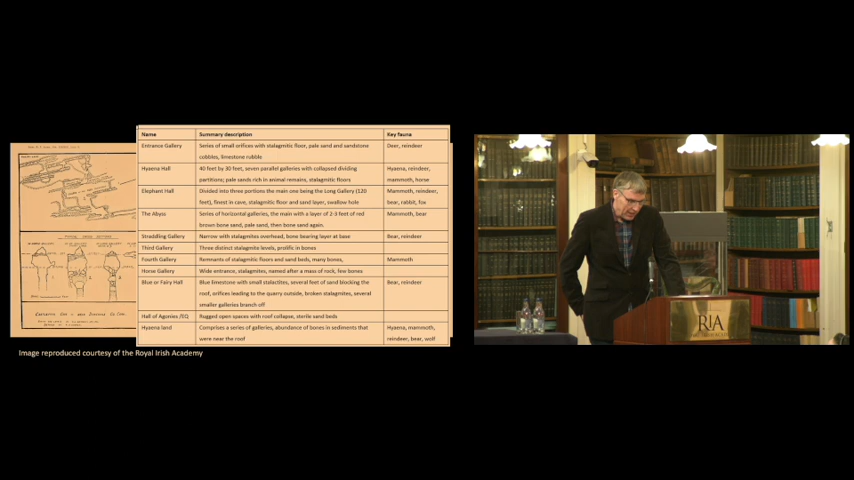 Name Summary description Key fauna
Entrance Gallery Series of small orifices with stalagmitic floor, pale sand and sandstone Deer, reindeer
cobbles, limestone rubble
Hyaena Hall 40 feet by 30 feet, seven parallel galleries with collapsed dividing Hyaena, reindeer,
partitions; pale sands rich in animal remains, stalagmitic floors mammoth, horse
Elephant Hall Divided into three portions the main one being the Long Gallery (120 Mammoth, reindeer,
feet), finest in cave, stalagmitic floor and sand layer, swallow hole bear, rabbit, fox
The Abyss Series of horizontal galleries, the main with a layer of 2-3 feet of red Mammoth, bear
brown bone sand, pale sand, then bone sand again.
Straddling Gallery Narrow with stalagmites overhead, bone bearing layer at base Bear, reindeer
Third Gallery Three distinct stalagmite levels, prolific in bones
Fourth Gallery Remnants of stalagmitic floors and sand beds, many bones, Mammoth
Horse Gallery Wide entrance, stalagmites, named after a mass of rock, few bones
Blue or Fairy Hall Blue limestone with small stalactites, several feet of sand blocking the Bear, reindeer
roof, orifices leading to the quarry outside, broken stalagmites, several
smaller galleries branch off
Hall of Agonies /EQ Rugged open spaces with roof collapse, sterile sand beds
Hyaena land Comprises a series of galleries, abundance of bones in sediments that Hyaena, mammoth,
were near the roof reindeer, bear, wolf
Image reproduced courtesy of the Royal Irish Academy
RIA